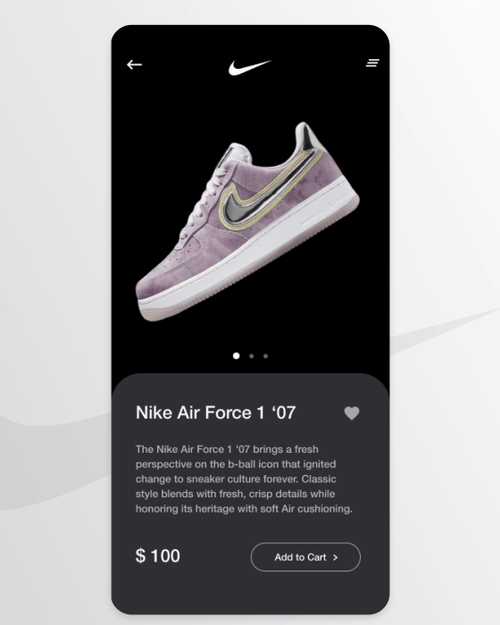 Nike Air Force 1 ‘07
The Nike Air Force 1 ’07 brings a fresh
perspective on the b-ball icon that ignited
change to sneaker culture forever. Classic
style blends with fresh, crisp details while
honoring its heritage with soft Air cushioning.
$ 100
Add to Cart >